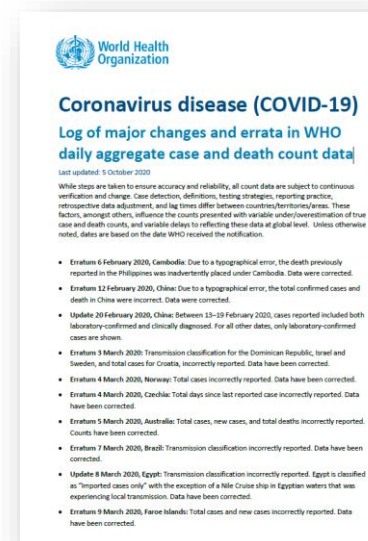 World Health
Organization
Coronavirus disease (COVID-19)
Log of major changes and errata in WHO
daily aggregate case and death count data
Last updated: 5 October 2020
While steps are taken to ensure accuracy and reliability, all count data are subject to continuous
verification and change. Case detection, definitions, testing strategies, reporting practice,
retrospective data adjustment, and lag times differ between countries/territories/areas. These
factors, amongst others, influence the counts presented with variable under/overestimation of true
case and death counts, and variable delays to reflecting these data at global level. Unless otherwise
noted, dates are based on the date WHO received the notification.
• Erratum 6 February 2020, Cambodia: Due to a typographical error, the death previously
reported in the Philippines was inadvertently placed under Cambodia. Data were corrected.
• Erratum 12 February 2020, China: Due to a typographical error, the total confirmed cases and
death in China were incorrect. Data were corrected.
• Update 20 February 2020, China: Between 13–19 February 2020, cases reported included both
laboratory-confirmed and clinically diagnosed. For all other dates, only laboratory-confirmed
cases are shown.
• Erratum 3 March 2020: Transmission classification for the Dominican Republic, Israel and
Sweden, and total cases for Croatia, incorrectly reported. Data have been corrected.
• Erratum 4 March 2020, Norway: Total cases incorrectly reported. Data have been corrected.
• Erratum 4 March 2020, Czechia: Total days since last reported case incorrectly reported. Data
have been corrected.
• Erratum 5 March 2020, Australia: Total cases, new cases, and total deaths incorrectly reported.
Counts have been corrected.
• Erratum 7 March 2020, Brazil: Transmission classification incorrectly reported. Data have been
corrected.
• Update 8 March 2020, Egypt: Transmission classification incorrectly reported. Egypt is classified
as "Imported cases only" with the exception of a Nile Cruise ship in Egyptian waters that was
experiencing local transmission. Data have been corrected.
• Erratum 9 March 2020, Faroe Islands: Total cases and new cases incorrectly reported. Data
have been corrected.